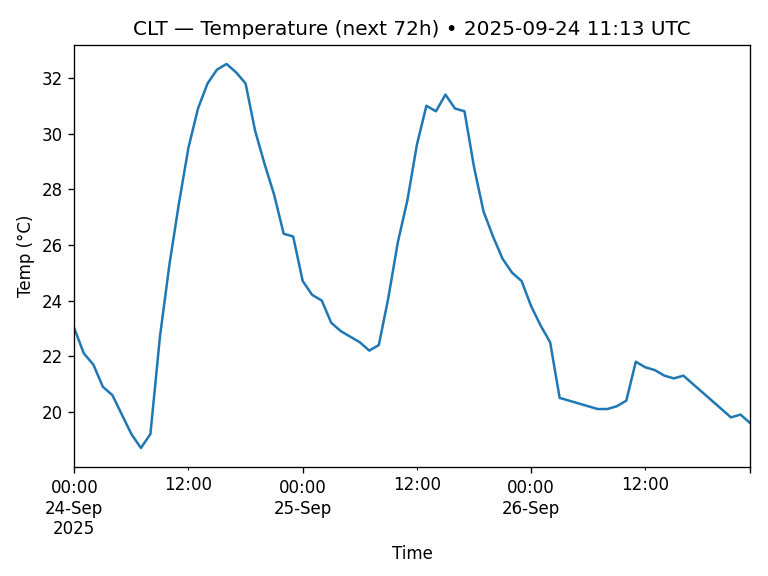 CLT — Temperature (next 72h) • 2025-09-24 11:13 UTC
Temp (°C)
32
30
28
26
24
22
20
00:00 12:00 00:00 12:00 00:00 12:00
24-Sep 25-Sep 26-Sep
2025
Time